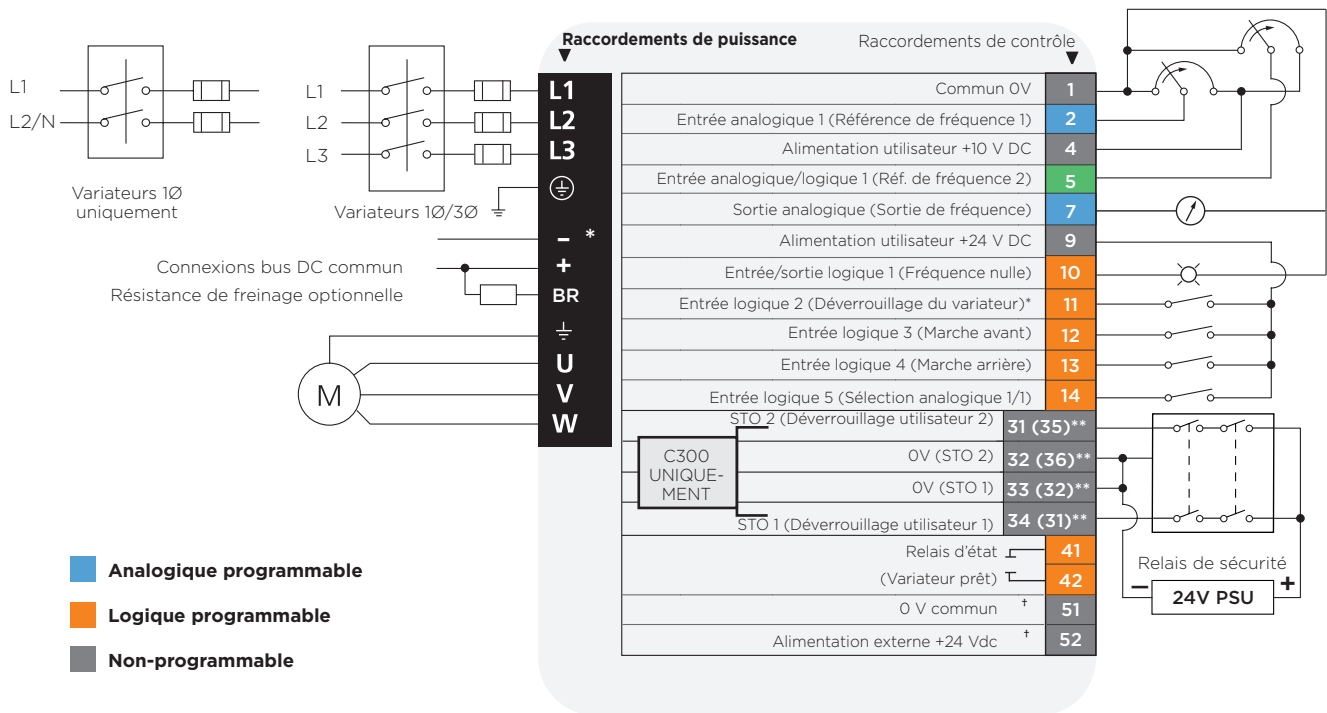 Raccordements de puissance
Raccordements de contrôle
L1
L2/N
Variateurs 1Ø
uniquement
L1
L2
L3
Variateurs 1Ø/3Ø
Connexions bus DC commun
Résistance de freinage optionnelle
M
L1
L2
L3
- *
+
BR
U
V
W
Commun 0V 1
Entrée analogique 1 (Référence de fréquence 1) 2
Alimentation utilisateur +10 V DC 4
Entrée analogique/logique 1 (Réf. de fréquence 2) 5
Sortie analogique (Sortie de fréquence) 7
Alimentation utilisateur +24 V DC 9
Entrée/sortie logique 1 (Fréquence nulle) 10
Entrée logique 2 (Déverrouillage du variateur)* 11
Entrée logique 3 (Marche avant) 12
Entrée logique 4 (Marche arrière) 13
Entrée logique 5 (Sélection analogique 1/1) 14
STO 2 (Déverrouillage utilisateur 2) 31 (35)**
0V (STO 2) 32 (36)**
0V (STO 1) 33 (32)**
STO 1 (Déverrouillage utilisateur 1) 34 (31)**
C300
UNIQUE-
MENT
Relais d'état 41
(Variateur prêt) 42
0 V commun † 51
Alimentation externe +24 Vdc † 52
Relais de sécurité
– +
24V PSU
Analogique programmable
Logique programmable
Non-programmable